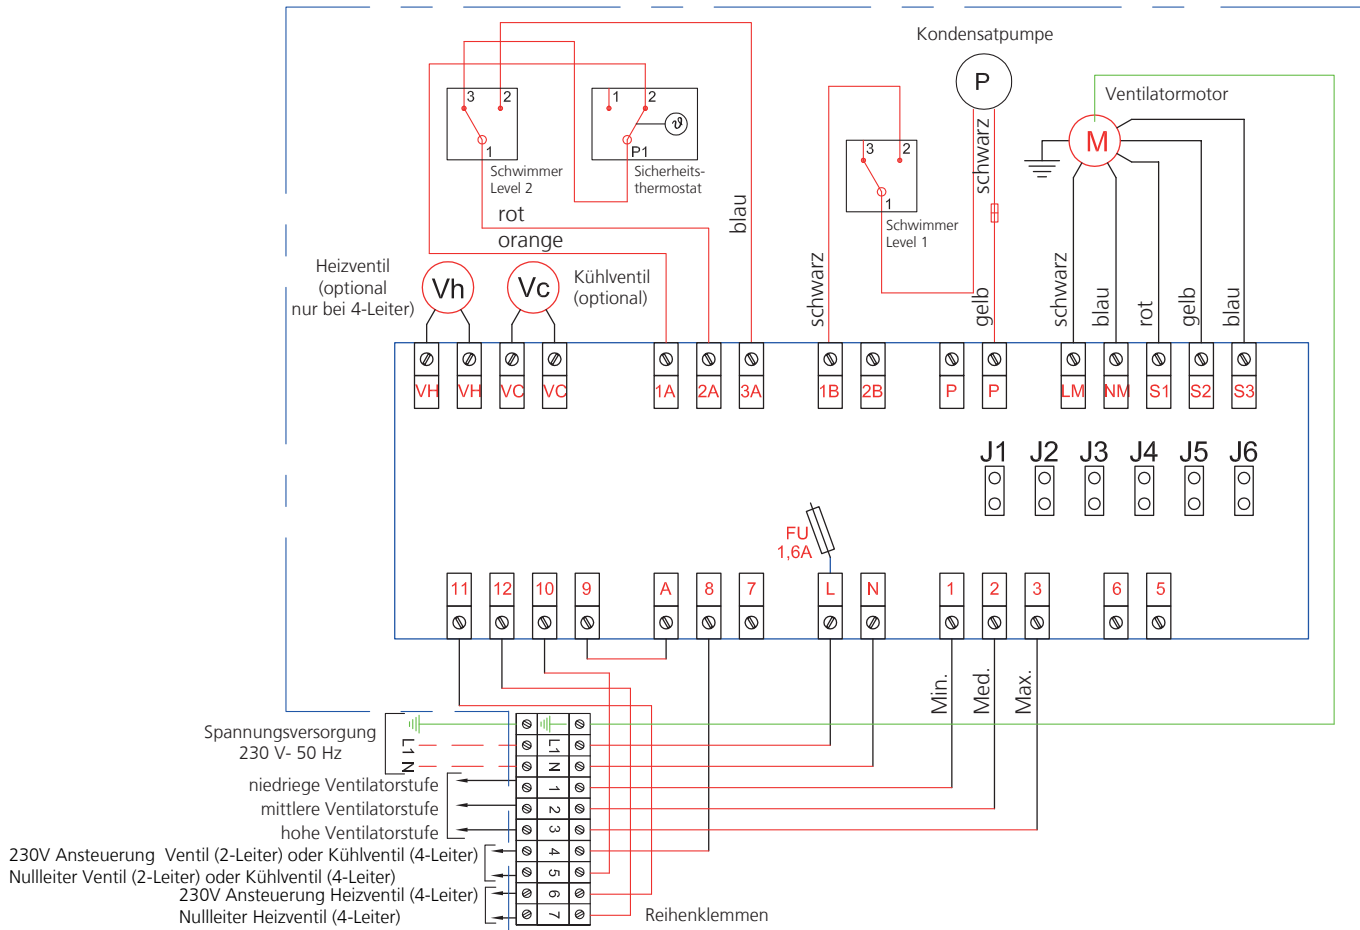 Kondensatpumpe
P
Ventilatormotor
M
3 2
1
Schwimmer
Level 2
1 2
P1
ϑ
Sicherheits-
thermostat
3 2
1
Schwimmer
Level 1
rot
orange
blau
schwarz
schwarz
gelb
schwarz
blau
rot
gelb
blau
Heizventil
(optional
nur bei 4-Leiter)
Vh
Vc
Kühlventil
(optional)
VH VH VC VC 1A 2A 3A 1B 2B P P LM NM S1 S2 S3
J1 J2 J3 J4 J5 J6
FU
1,6A
11 12 10 9 A 8 7 L N 1 2 3 6 5
Min.
Med.
Max.
Spannungsversorgung
230 V- 50 Hz
L1 N
L1
N
1
2
3
4
5
6
7
niedriege Ventilatorstufe
mittlere Ventilatorstufe
hohe Ventilatorstufe
230V Ansteuerung Ventil (2-Leiter) oder Kühlventil (4-Leiter)
Nullleiter Ventil (2-Leiter) oder Kühlventil (4-Leiter)
230V Ansteuerung Heizventil (4-Leiter)
Nullleiter Heizventil (4-Leiter)
Reihenklemmen